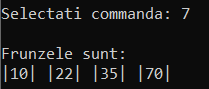 Selectati commanda: 7
Frunzele sunt:
|10| |22| |35| |70|